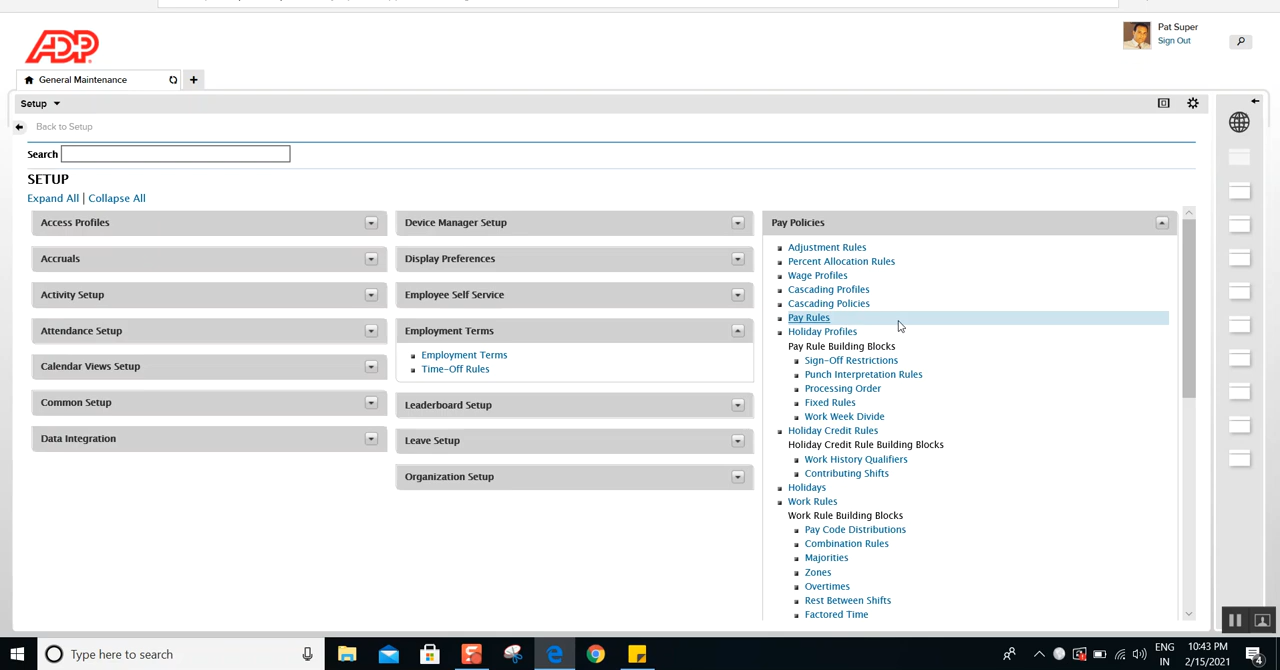 ADP
Pat Super
Sign Out
General Maintenance
+
Setup
Back to Setup
Search
SETUP
Expand All | Collapse All
Access Profiles
Accruals
Activity Setup
Attendance Setup
Calendar Views Setup
Common Setup
Data Integration
Device Manager Setup
Display Preferences
Employee Self Service
Employment Terms
Employment Terms
Time-Off Rules
Leaderboard Setup
Leave Setup
Organization Setup
Pay Policies
Adjustment Rules
Percent Allocation Rules
Wage Profiles
Cascading Profiles
Cascading Policies
Pay Rules
Holiday Profiles
Pay Rule Building Blocks
Sign-Off Restrictions
Punch Interpretation Rules
Processing Order
Fixed Rules
Work Week Divide
Holiday Credit Rules
Holiday Credit Rule Building Blocks
Work History Qualifiers
Contributing Shifts
Holidays
Work Rules
Work Rule Building Blocks
Pay Code Distributions
Combination Rules
Majorities
Zones
Overtimes
Rest Between Shifts
Factored Time
Type here to search
ENG
IN
10:43 PM
2/15/2021
4